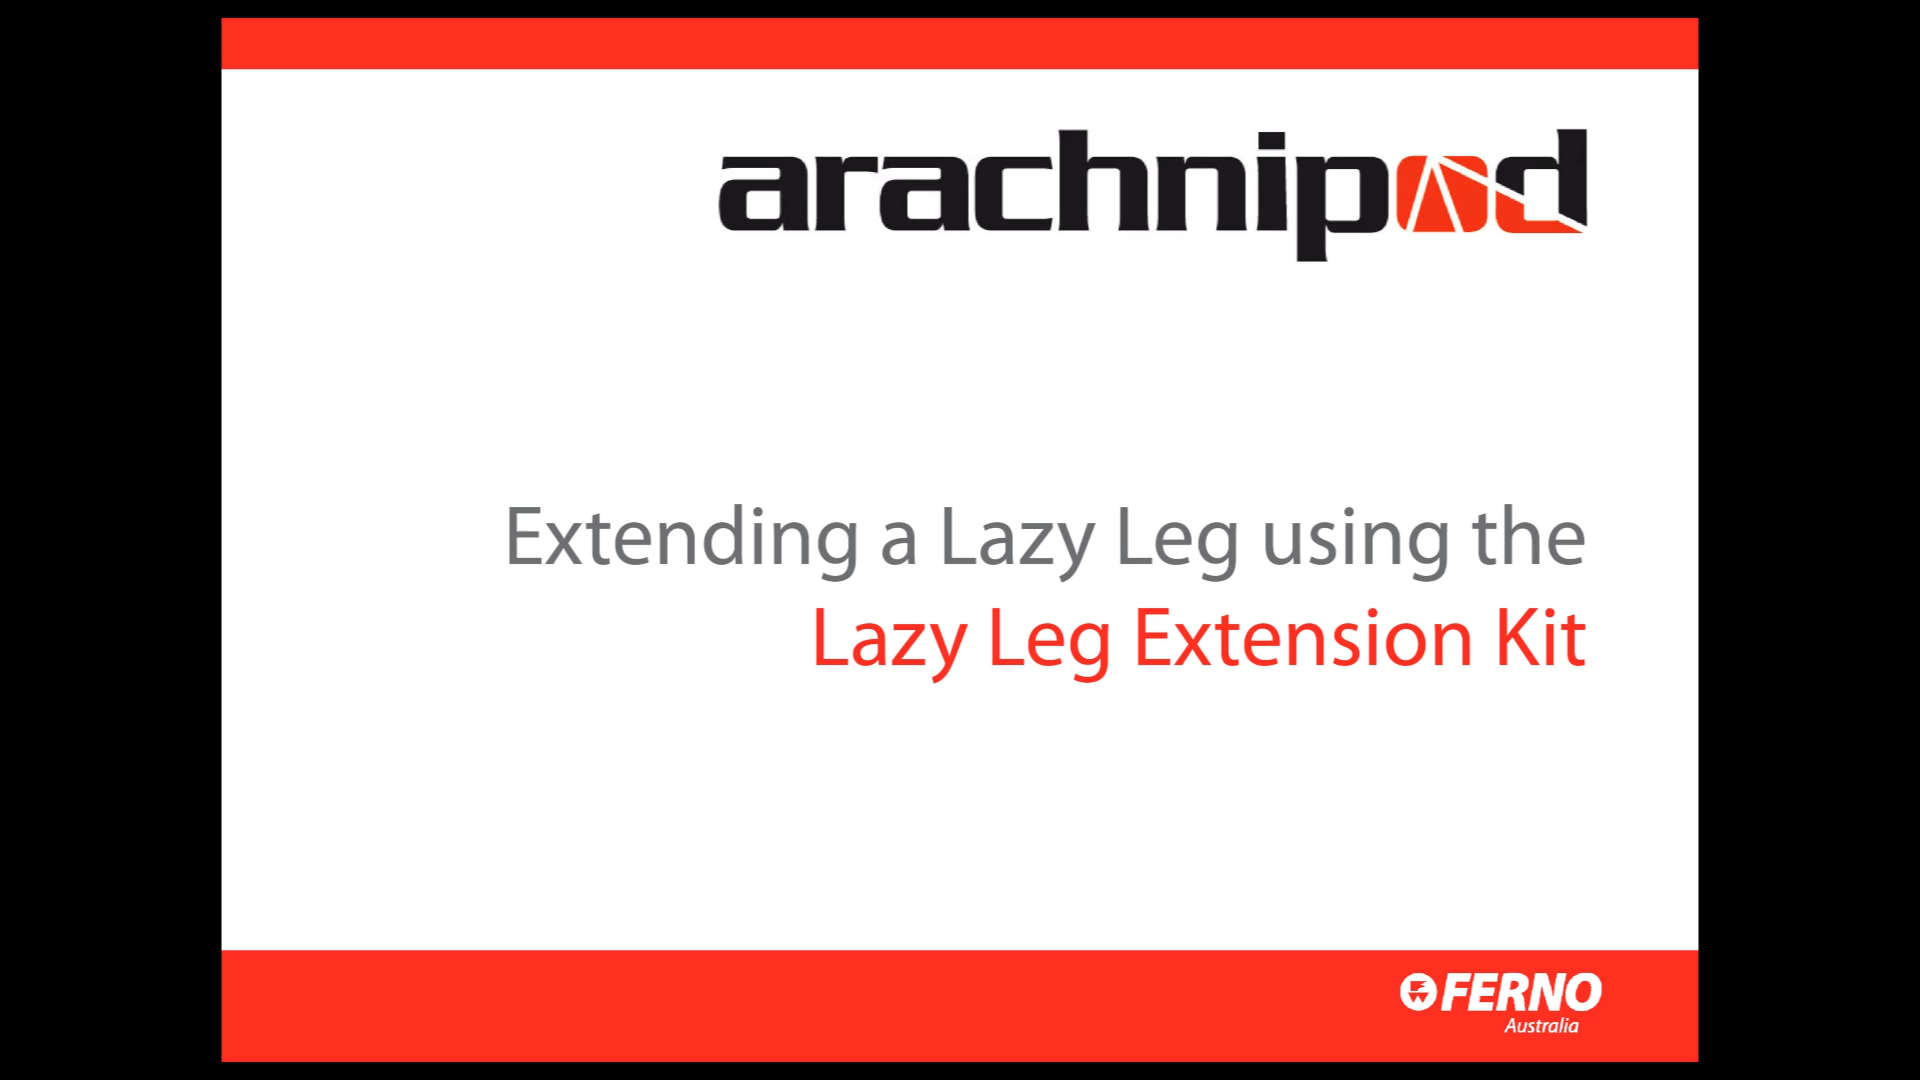 arachnipod
Extending a Lazy Leg using the
Lazy Leg Extension Kit
FERNO
Australia